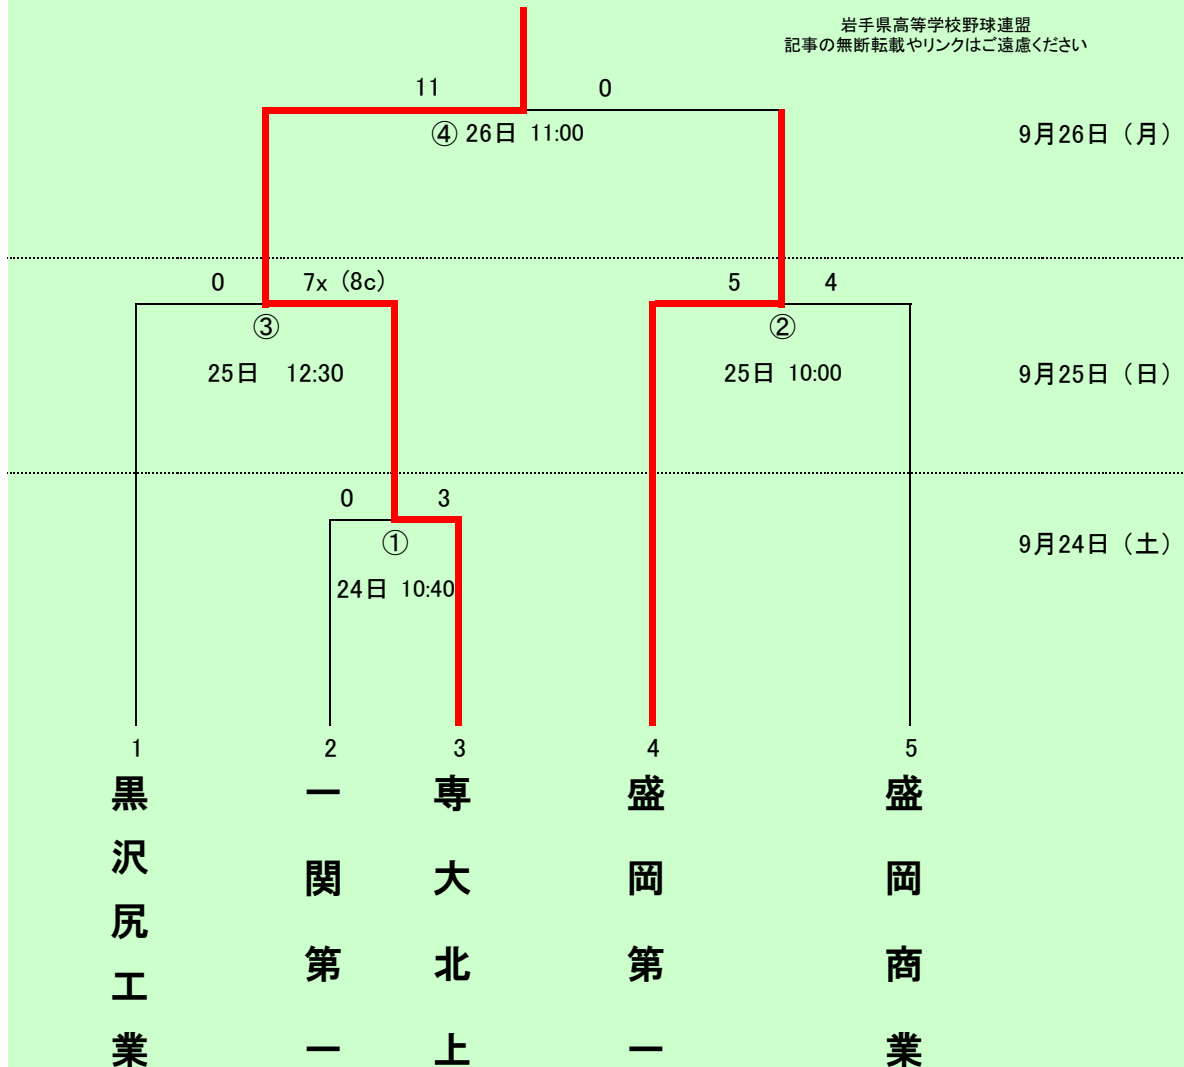 岩手県高等学校野球連盟
記事の無断転載やリンクはご遠慮ください
11 0
④ 26日 11:00 9月26日（月）
0 7x（8c） 5 4
③ ②
25日 12:30 25日 10:00 9月25日（日）
0 3
① 9月24日（土）
24日 10:40
1 2 3 4 5
黒沢尻工業
一関第一
専大北上
盛岡第一
盛岡商業